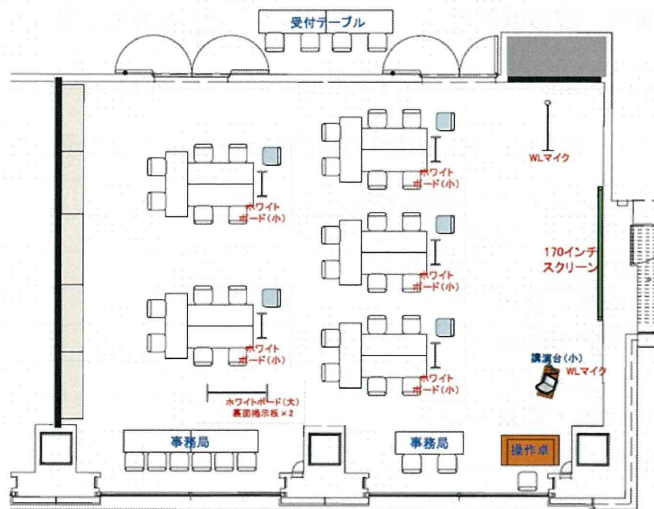 受付テーブル
WLマイク
ホワイト
ボード(小)
ホワイト
ボード(小)
170インチ
スクリーン
ホワイト
ボード(小)
ホワイト
ボード(小)
ホワイト
ボード(小)
講演台(小)
WLマイク
ホワイトボード(大)
裏面掲示板×2
事務局
事務局
操作卓